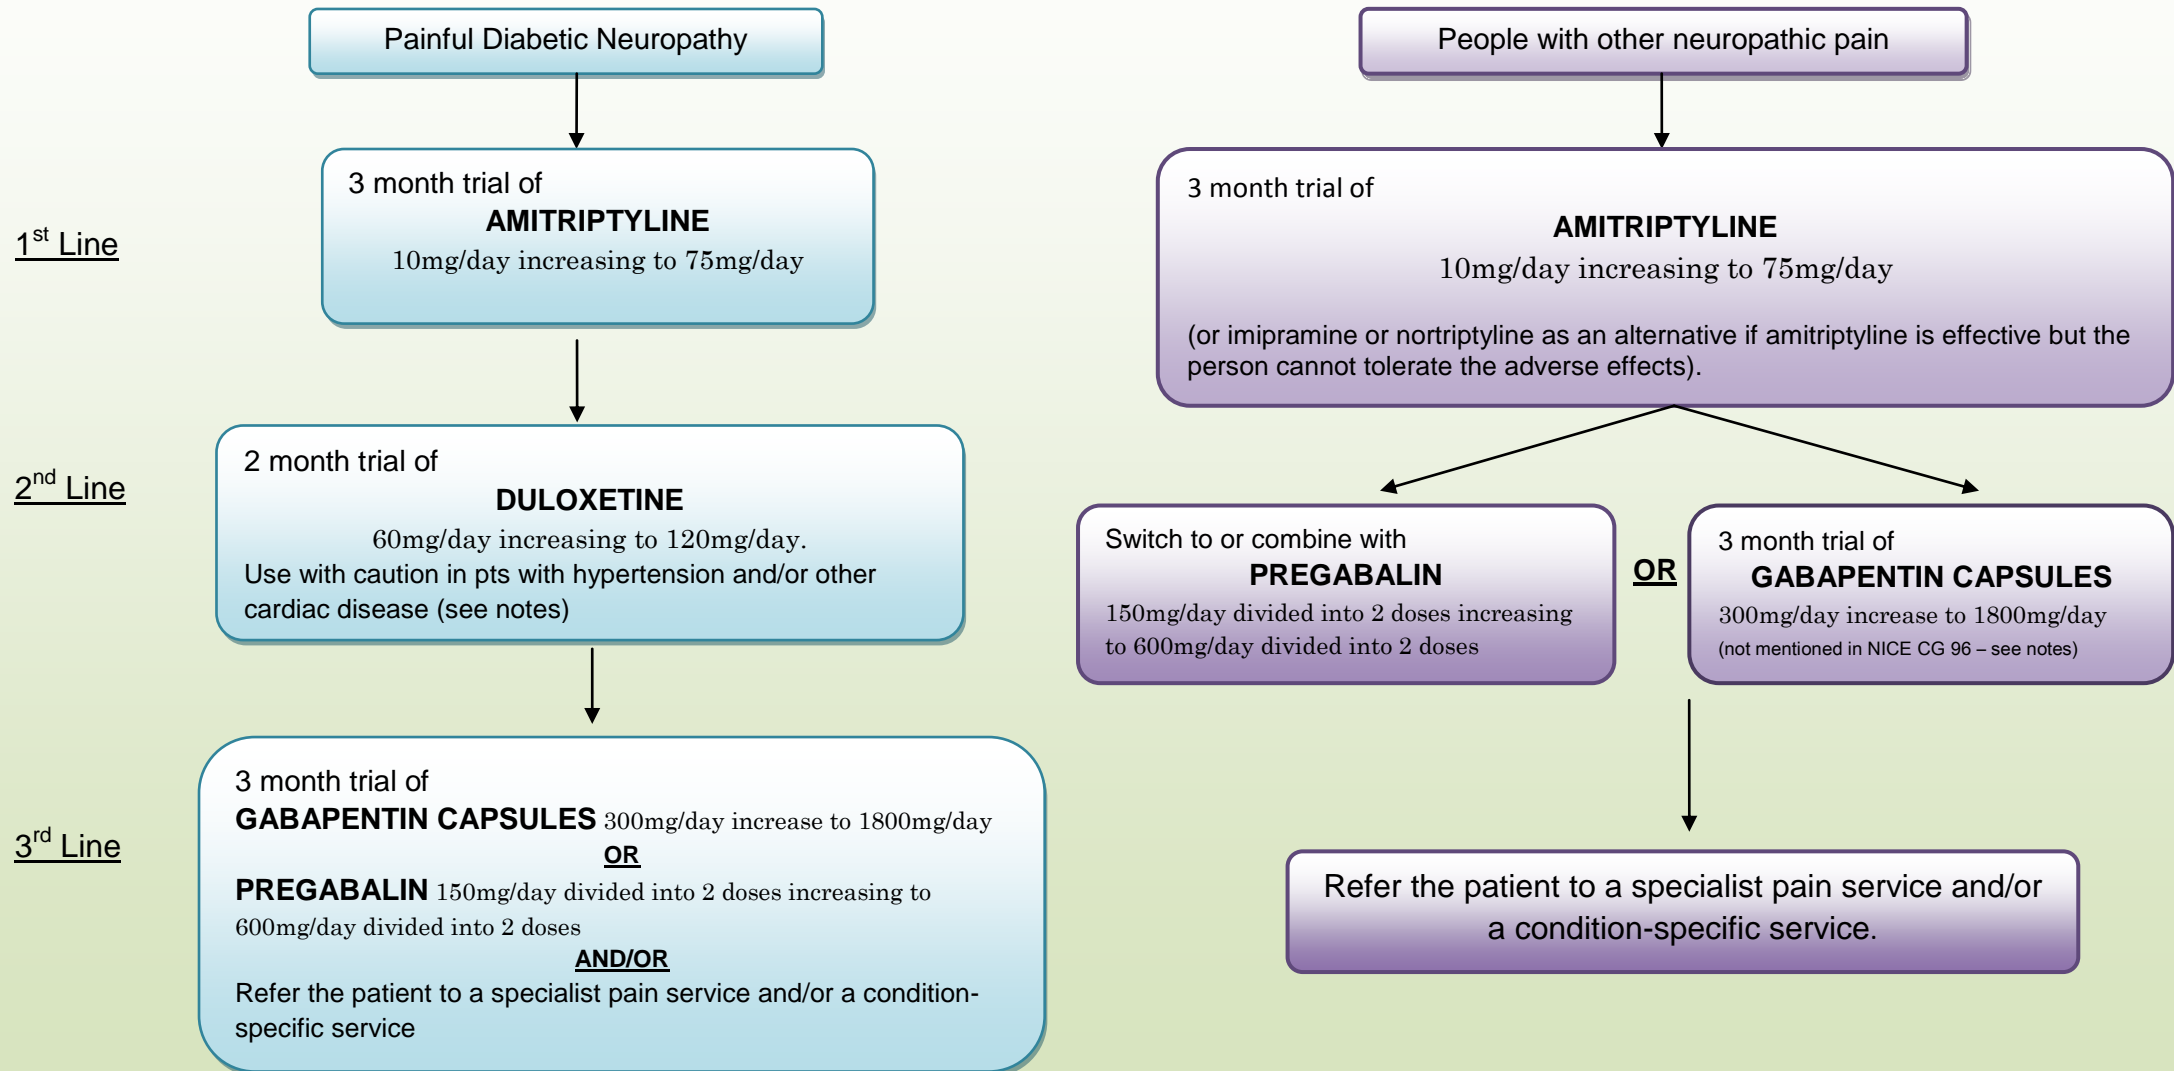 Painful Diabetic Neuropathy
People with other neuropathic pain
1st Line
3 month trial of
AMITRIPTYLINE
10mg/day increasing to 75mg/day
3 month trial of
AMITRIPTYLINE
10mg/day increasing to 75mg/day
(or imipramine or nortriptyline as an alternative if amitriptyline is effective but the
person cannot tolerate the adverse effects).
2nd Line
2 month trial of
DULOXETINE
60mg/day increasing to 120mg/day.
Use with caution in pts with hypertension and/or other
cardiac disease (see notes)
Switch to or combine with
PREGABALIN
150mg/day divided into 2 doses increasing
to 600mg/day divided into 2 doses
OR
3 month trial of
GABAPENTIN CAPSULES
300mg/day increase to 1800mg/day
(not mentioned in NICE CG 96 – see notes)
3rd Line
3 month trial of
GABAPENTIN CAPSULES 300mg/day increase to 1800mg/day
OR
PREGABALIN 150mg/day divided into 2 doses increasing to
600mg/day divided into 2 doses
AND/OR
Refer the patient to a specialist pain service and/or a condition-
specific service
Refer the patient to a specialist pain service and/or
a condition-specific service.